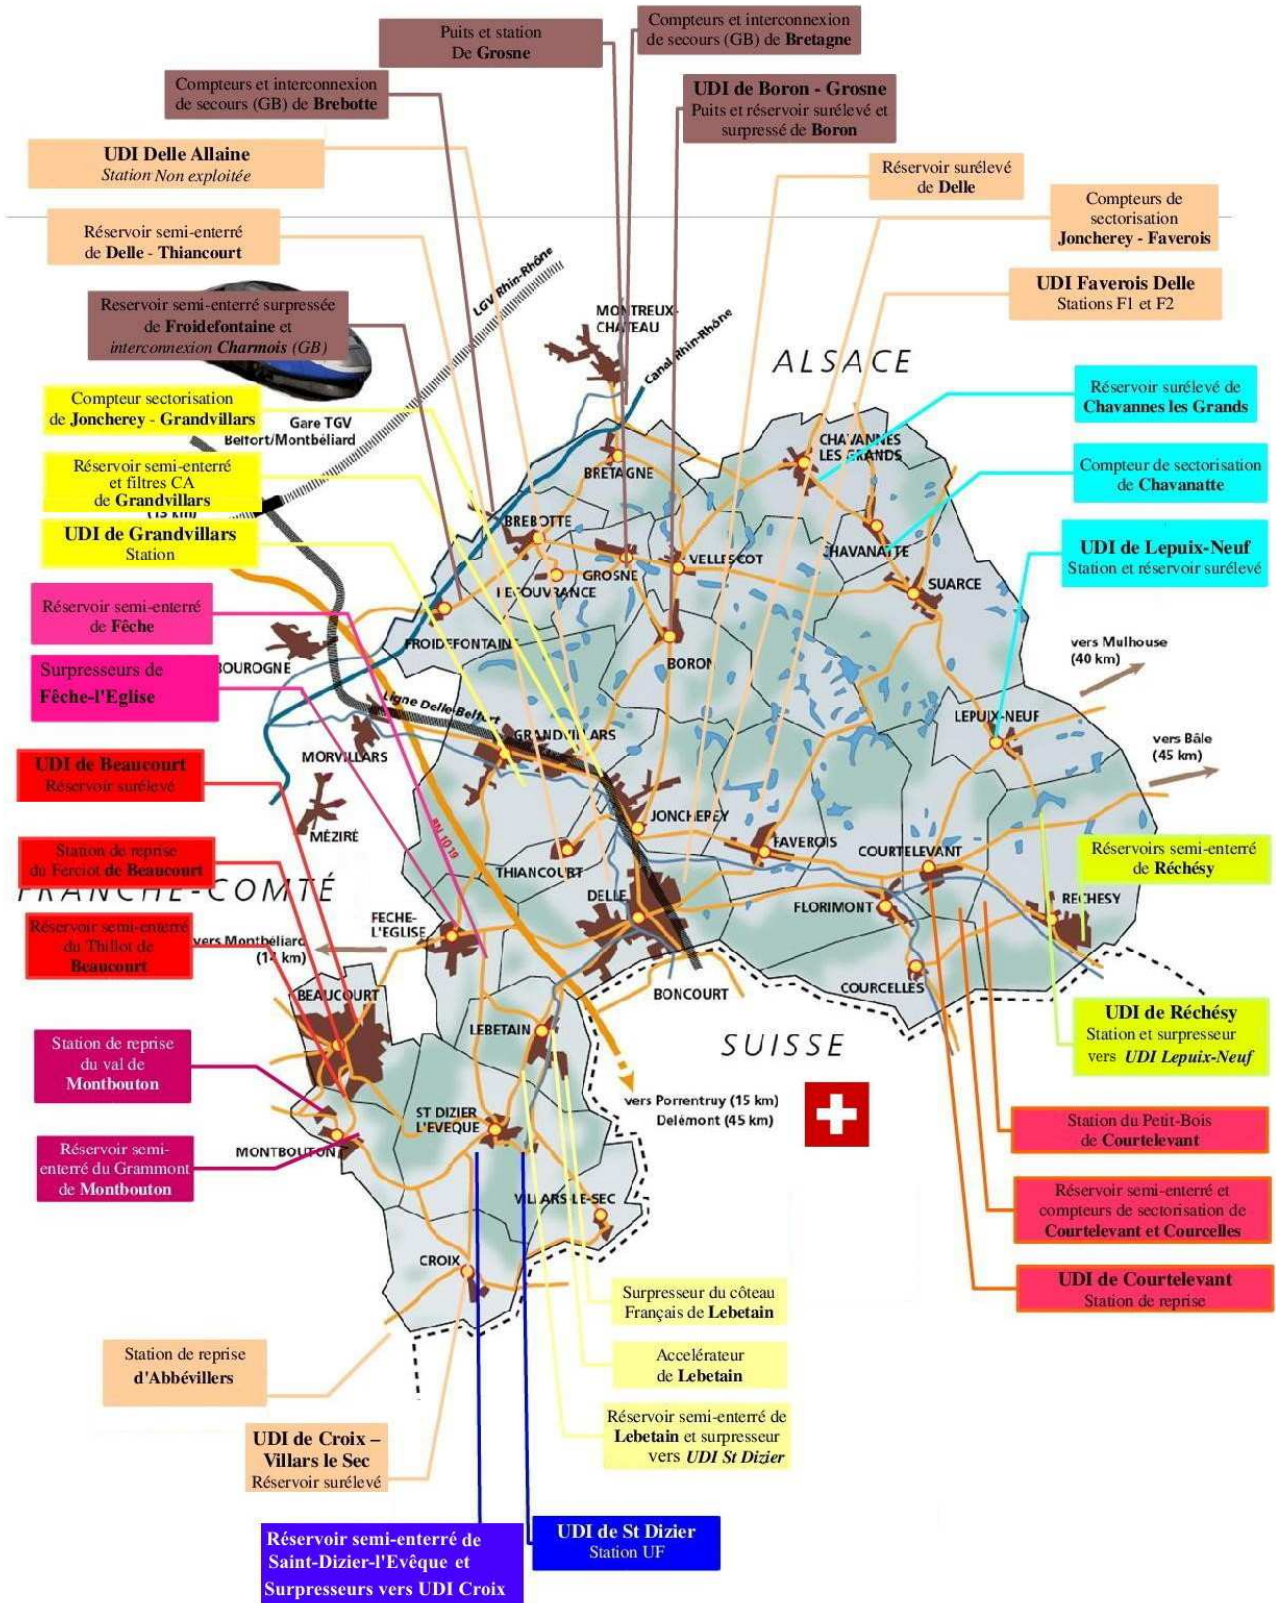 Puits et station
De Grosne
Compteurs et interconnexion
de secours (GB) de Bretagne
Compteurs et interconnexion
de secours (GB) de Brebotte
UDI de Boron - Grosne
Puits et réservoir surélevé et
surpressé de Boron
UDI Delle Allaine
Station Non exploitée
Réservoir surélevé
de Delle
Compteurs de
sectorisation
Joncherey - Faverois
Réservoir semi-enterré
de Delle - Thiancourt
UDI Faverois Delle
Stations F1 et F2
Reservoir semi-enterré surpressée
de Froidefontaine et
interconnexion Charmois (GB)
LGV Rhin-Rhône
MONTREUX-
CHATEAU
Canal Rhin-Rhône
ALSACE
Compteur sectorisation
de Joncherey - Grandvillars
Gare TGV
Belfort/Montbéliard
Réservoir surélevé de
Chavannes les Grands
Réservoir semi-enterré
et filtres CA
de Grandvillars
(15 km)
CHAVANNES
LES GRANDS
BRETAGNE
Compteur de sectorisation
de Chavanatte
UDI de Grandvillars
Station
BREBOTTE
CHAVANATTE
VELLESCOT
GROSNE
RECOUVRANCE
SUARCE
UDI de Lepuix-Neuf
Station et réservoir surélevé
Réservoir semi-enterré
de Fêche
FROIDEFONTAINE
BORON
BOUROGNE
vers Mulhouse
(40 km)
Surpresseurs de
Fêche-l'Eglise
Ligne Delle-Belfort
LEPUIX-NEUF
GRANDVILLARS
MORVILLARS
vers Bâle
(45 km)
UDI de Beaucourt
Réservoir surélevé
MÉZIRÉ
RN 1019
JONCHEREY
FAVEROIS
COURTELEVANT
Réservoirs semi-enterré
de Réchésy
Station de reprise
du Ferciot de Beaucourt
THIANCOURT
FRANCHE-COMTÉ
DELLE
FLORIMONT
RECHESY
FECHE-
L'EGLISE
Réservoir semi-enterré
du Thillot de
Beaucourt
vers Montbéliard
(14 km)
COURCELLES
BEAUCOURT
BONCOURT
UDI de Réchésy
Station et surpresseur
vers UDI Lepuix-Neuf
LEBETAIN
SUISSE
Station de reprise
du val de
Montbouton
vers Porrentruy (15 km)
Delémont (45 km)
ST DIZIER
L'EVEQUE
Station du Petit-Bois
de Courtelevant
MONTBOUTON
Réservoir semi-
enterré du Grammont
de Montbouton
VILLARS-LE-SEC
Réservoir semi-enterré et
compteurs de sectorisation de
Courtelevant et Courcelles
CROIX
UDI de Courtelevant
Station de reprise
Surpresseur du côteau
Français de Lebetain
Station de reprise
d'Abbévillers
Accelérateur
de Lebetain
Réservoir semi-enterré de
Lebetain et surpresseur
vers UDI St Dizier
UDI de Croix –
Villars le Sec
Réservoir surélevé
Réservoir semi-enterré de
Saint-Dizier-l'Evêque et
Surpresseurs vers UDI Croix
UDI de St Dizier
Station UF